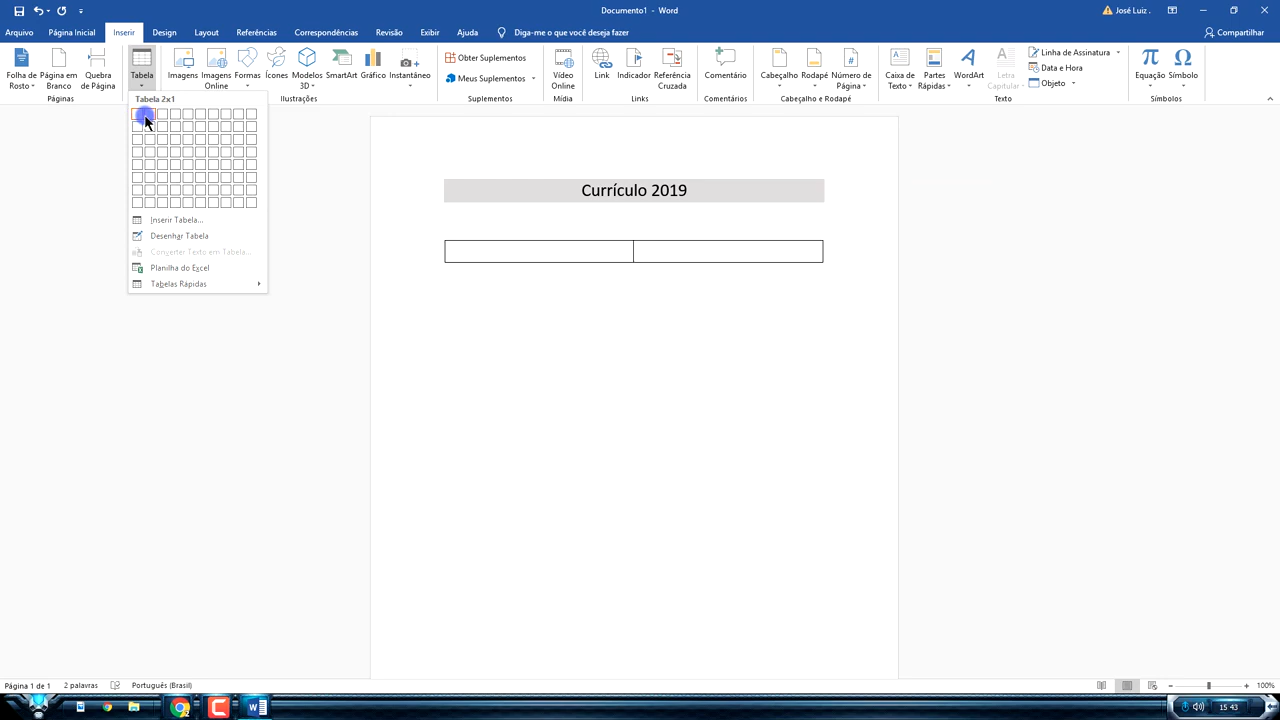 Documento1 - Word
José Luiz .
Arquivo Página Inicial Inserir Design Layout Referências Correspondências Revisão Exibir Ajuda Diga-me o que você deseja fazer Compartilhar
Folha de Rosto
Página em Branco
Quebra de Página
Páginas
Tabela
Imagens
Imagens Online
Formas
Ícones
Modelos 3D
SmartArt
Gráfico
Instantâneo
Ilustrações
Obter Suplementos
Meus Suplementos
Suplementos
Vídeo Online
Mídia
Link
Indicador
Referência Cruzada
Links
Comentário
Comentários
Cabeçalho
Rodapé
Número de Página
Cabeçalho e Rodapé
Caixa de Texto
Partes Rápidas
WordArt
Letra Capitular
Linha de Assinatura
Data e Hora
Objeto
Texto
Equação
Símbolo
Símbolos
Tabela 2x1
Inserir Tabela...
Desenhar Tabela
Converter Texto em Tabela...
Planilha do Excel
Tabelas Rápidas
Currículo 2019
Página 1 de 1 2 palavras Português (Brasil) 100%
15:43